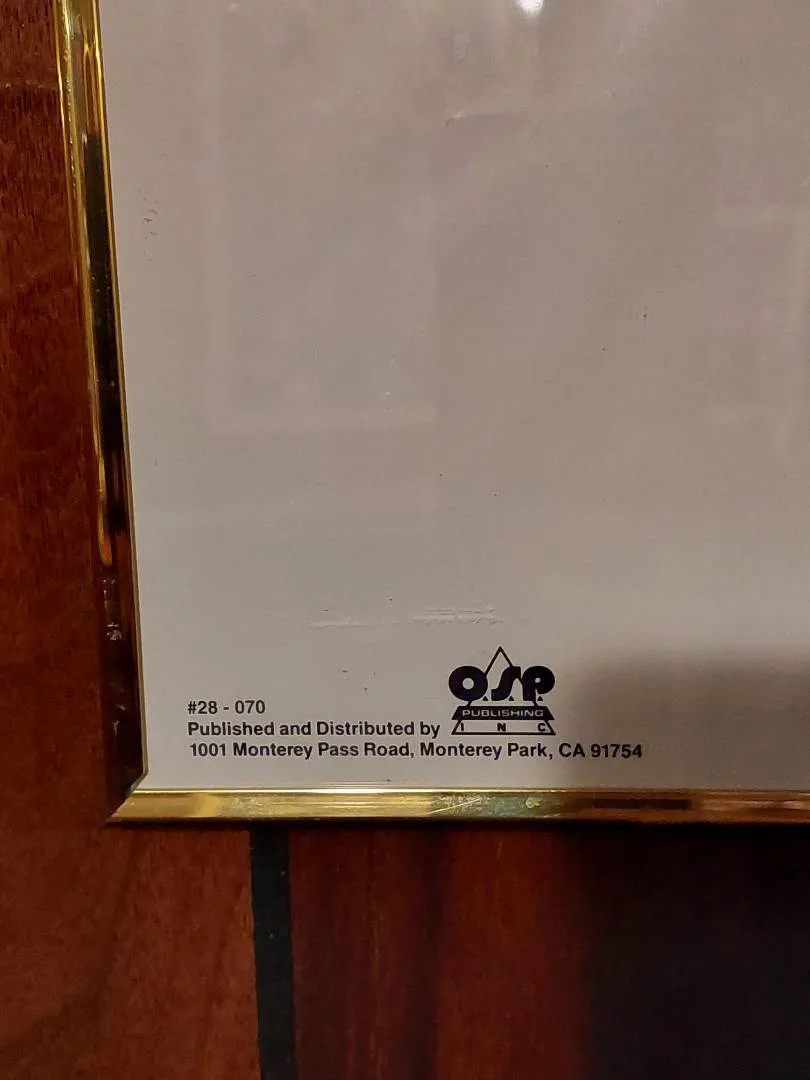 #28 - 070
O.S.P.
PUBLISHING
INC
Published and Distributed by
1001 Monterey Pass Road, Monterey Park, CA 91754